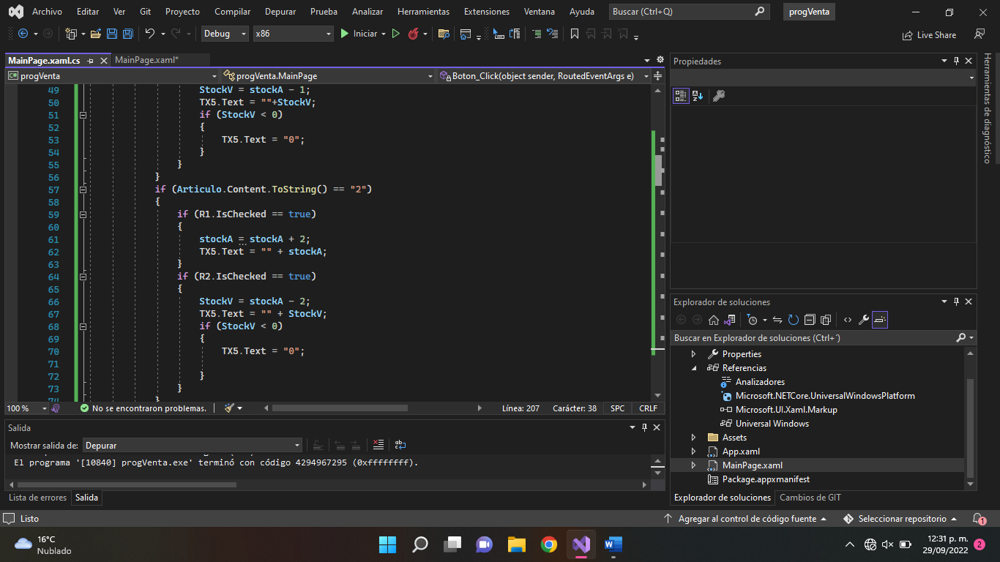 Archivo Editar Ver Git Proyecto Compilar Depurar Prueba Analizar Herramientas Extensiones Ventana Ayuda Buscar (Ctrl+Q) progVenta
Debug x86 Iniciar Live Share
MainPage.xaml.cs MainPage.xaml*
progVenta progVenta.MainPage Boton_Click(object sender, RoutedEventArgs e)
49 StockV = stockA - 1;
50 TX5.Text = ""+StockV;
51 if (StockV < 0)
52 {
53 TX5.Text = "0";
54 }
55 }
56 }
57 if (Articulo.Content.ToString() == "2")
58 {
59 if (R1.IsChecked == true)
60 {
61 stockA = stockA + 2;
62 TX5.Text = "" + stockA;
63 }
64 if (R2.IsChecked == true)
65 {
66 StockV = stockA - 2;
67 TX5.Text = "" + StockV;
68 if (StockV < 0)
69 {
70 TX5.Text = "0";
71
72 }
73 }
74 }
100 % No se encontraron problemas. Línea: 207 Carácter: 38 SPC CRLF
Salida
Mostrar salida de: Depurar
El programa '[10840] progVenta.exe' terminó con código 4294967295 (0xffffffff).
Lista de errores Salida
Propiedades
Herramientas de diagnóstico
Explorador de soluciones
Buscar en Explorador de soluciones (Ctrl+´)
Properties
Referencias
Analizadores
Microsoft.NETCore.UniversalWindowsPlatform
Microsoft.UI.Xaml.Markup
Universal Windows
Assets
App.xaml
MainPage.xaml
Package.appxmanifest
Explorador de soluciones Cambios de GIT
Listo Agregar al control de código fuente Seleccionar repositorio 1
16°C
Nublado
12:31 p. m.
29/09/2022 2